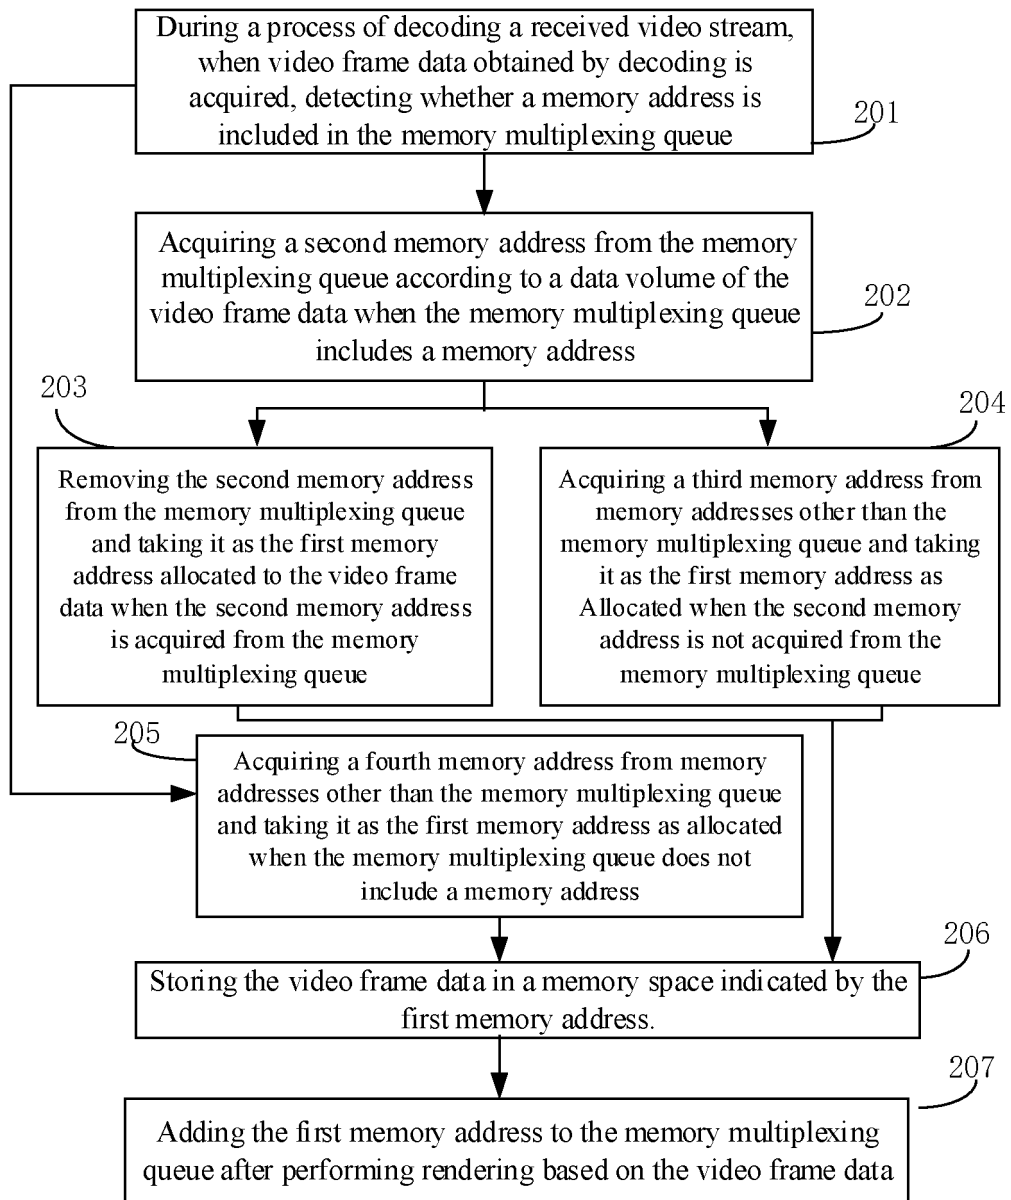 During a process of decoding a received video stream,
when video frame data obtained by decoding is
acquired, detecting whether a memory address is
included in the memory multiplexing queue
201
Acquiring a second memory address from the memory
multiplexing queue according to a data volume of the
video frame data when the memory multiplexing queue
includes a memory address
202
203
Removing the second memory address
from the memory multiplexing queue
and taking it as the first memory
address allocated to the video frame
data when the second memory address
is acquired from the memory
multiplexing queue
204
Acquiring a third memory address from
memory addresses other than the
memory multiplexing queue and taking
it as the first memory address as
Allocated when the second memory
address is not acquired from the
memory multiplexing queue
205
Acquiring a fourth memory address from memory
addresses other than the memory multiplexing queue
and taking it as the first memory address as allocated
when the memory multiplexing queue does not
include a memory address
206
Storing the video frame data in a memory space indicated by the
first memory address.
207
Adding the first memory address to the memory multiplexing
queue after performing rendering based on the video frame data